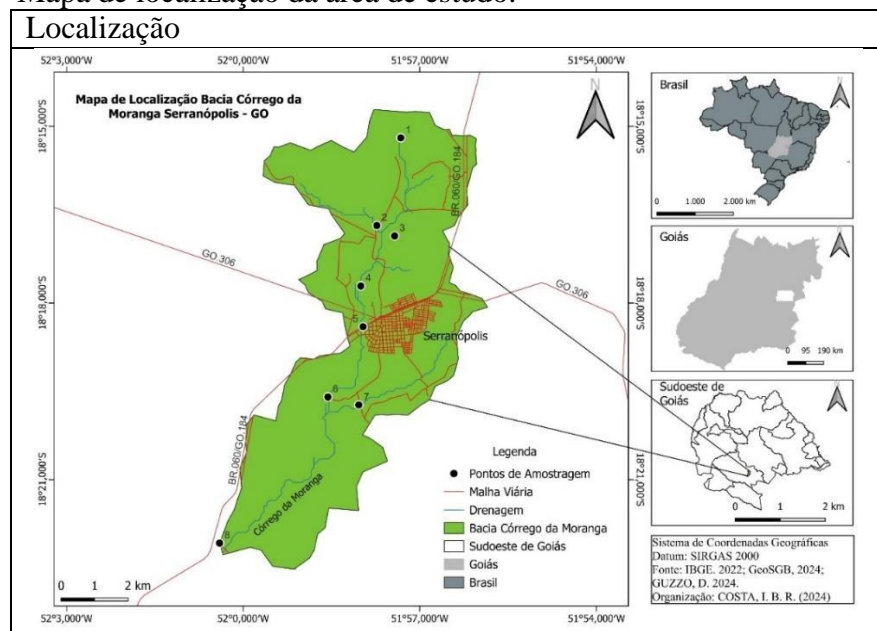 Mapa de localização da área de estudo.
Localização
52°3,000'W
52°0,000'W
51°57,000'W
51°54,000'W
Mapa de Localização Bacia Córrego da
Moranga Serranópolis - GO
N
18°15,000'S
18°15,000'S
1
BR.060/GO.184
2
3
GO.306
4
GO.306
18°18,000'S
18°18,000'S
5
Serranópolis
6
7
BR.060/GO.184
18°21,000'S
18°21,000'S
Córrego da Moranga
8
0 1 2 km
Legenda
Pontos de Amostragem
Malha Viária
Drenagem
Bacia Córrego da Moranga
Sudoeste de Goiás
Goiás
Brasil
52°3,000'W
52°0,000'W
51°57,000'W
51°54,000'W
Brasil
N
0 1.000 2.000 km
Goiás
N
0 95 190 km
Sudoeste de
Goiás
N
0 1 2 km
Sistema de Coordenadas Geográficas
Datum: SIRGAS 2000
Fonte: IBGE. 2022; GeoSGB, 2024;
GUZZO, D. 2024.
Organização: COSTA, I. B. R. (2024)